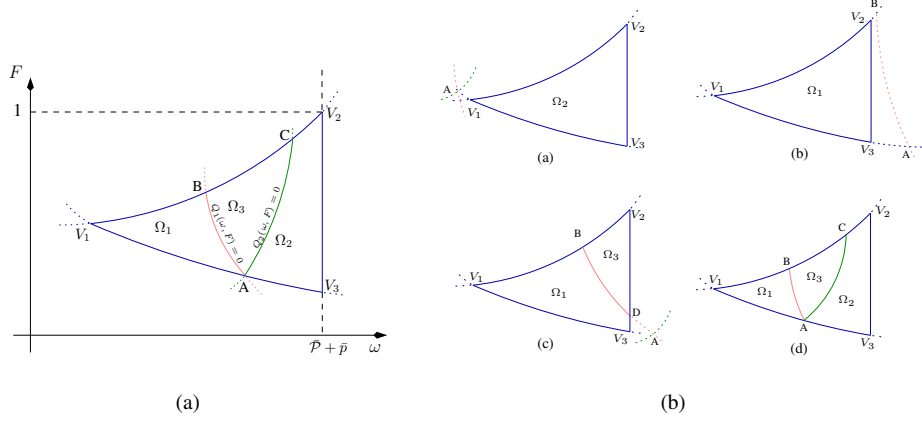 F
1
C
V₂
B
Ω₃
Q₁(ω, F) = 0
Q₂(ω, F) = 0
Ω₁
Ω₂
V₁
A
V₃
P̄ + p̄
ω
(a)
V₂
A
V₁
Ω₂
V₃
(a)
B
V₂
V₁
Ω₁
V₃
A
(b)
V₂
B
Ω₃
V₁
Ω₁
D
V₃
A
(c)
V₂
C
B
V₁
Ω₃
Ω₁
Ω₂
A
V₃
(d)
(b)